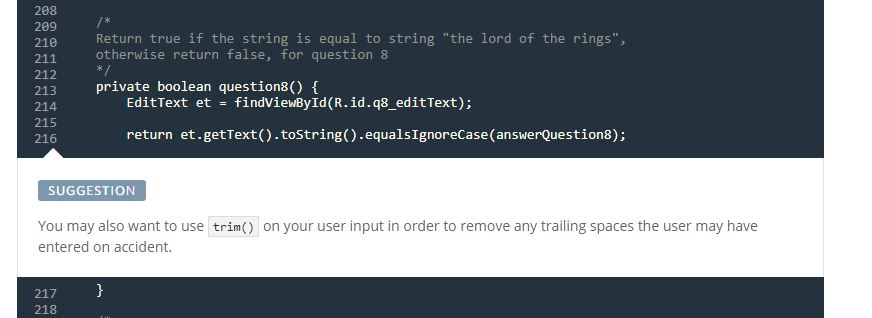 208
209 /*
210 Return true if the string is equal to string "the lord of the rings",
211 otherwise return false, for question 8
212 */
213 private boolean question8() {
214 EditText et = findViewById(R.id.q8_editText);
215
216 return et.getText().toString().equalsIgnoreCase(answerQuestion8);
SUGGESTION
You may also want to use trim() on your user input in order to remove any trailing spaces the user may have
entered on accident.
217 }
218